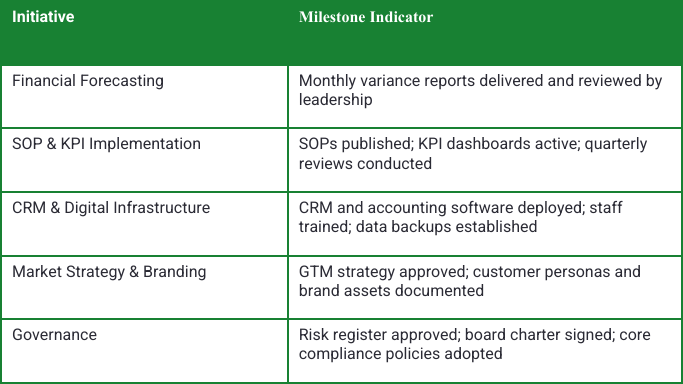 Initiative
Milestone Indicator
Financial Forecasting
Monthly variance reports delivered and reviewed by
leadership
SOP & KPI Implementation
SOPs published; KPI dashboards active; quarterly
reviews conducted
CRM & Digital Infrastructure
CRM and accounting software deployed; staff
trained; data backups established
Market Strategy & Branding
GTM strategy approved; customer personas and
brand assets documented
Governance
Risk register approved; board charter signed; core
compliance policies adopted